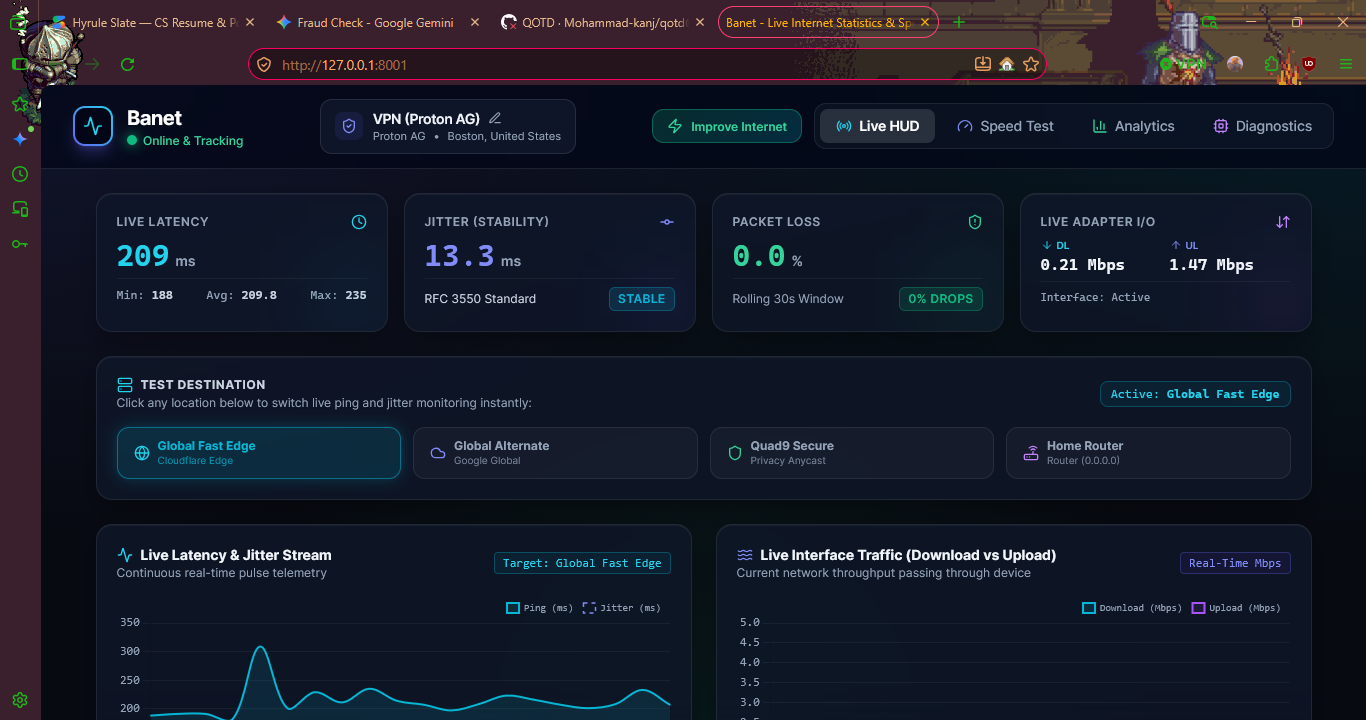 Hyrule Slate — CS Resume & P
Fraud Check - Google Gemini
QOTD · Mohammad-kanj/qotd
Banet - Live Internet Statistics & Sp
http://127.0.0.1:8001
VPN
Banet
Online & Tracking
VPN (Proton AG)
Proton AG • Boston, United States
Improve Internet
Live HUD
Speed Test
Analytics
Diagnostics
LIVE LATENCY
209 ms
Min: 188 Avg: 209.8 Max: 235
JITTER (STABILITY)
13.3 ms
RFC 3550 Standard
STABLE
PACKET LOSS
0.0 %
Rolling 30s Window
0% DROPS
LIVE ADAPTER I/O
↓ DL ↑ UL
0.21 Mbps 1.47 Mbps
Interface: Active
TEST DESTINATION
Click any location below to switch live ping and jitter monitoring instantly:
Active: Global Fast Edge
Global Fast Edge
Cloudflare Edge
Global Alternate
Google Global
Quad9 Secure
Privacy Anycast
Home Router
Router (0.0.0.0)
Live Latency & Jitter Stream
Continuous real-time pulse telemetry
Target: Global Fast Edge
Ping (ms) Jitter (ms)
350
300
250
200
Live Interface Traffic (Download vs Upload)
Current network throughput passing through device
Real-Time Mbps
Download (Mbps) Upload (Mbps)
5.0
4.5
4.0
3.5
3.0